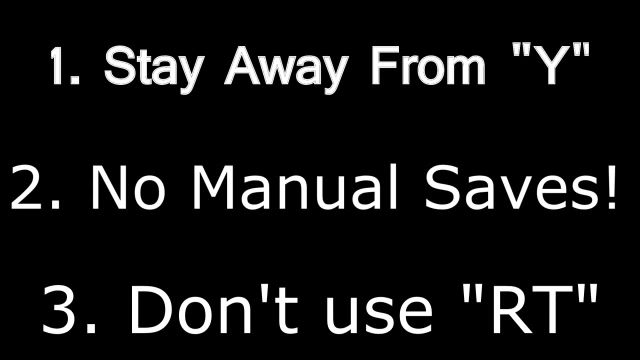 1. Stay Away From "Y"
2. No Manual Saves!
3. Don't use "RT"